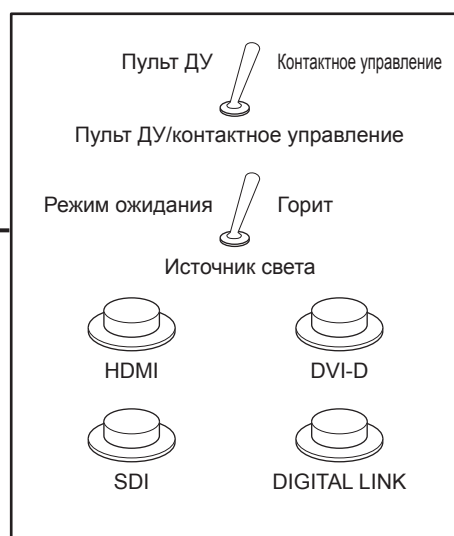 Пульт ДУ Контактное управление
Пульт ДУ/контактное управление
Режим ожидания Горит
Источник света
HDMI DVI-D
SDI DIGITAL LINK